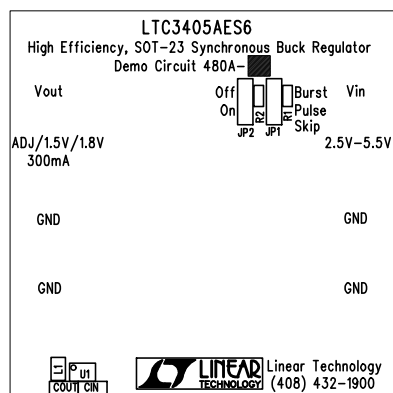 LTC3405AES6
High Efficiency, SOT-23 Synchronous Buck Regulator
Demo Circuit 480A-
Vout
Off
On
JP2
R2
JP1
R1
Burst
Pulse
Skip
Vin
ADJ/1.5V/1.8V
300mA
2.5V-5.5V
GND
GND
GND
GND
L1
U1
COUT
CIN
LINEAR
TECHNOLOGY
Linear Technology
(408) 432-1900